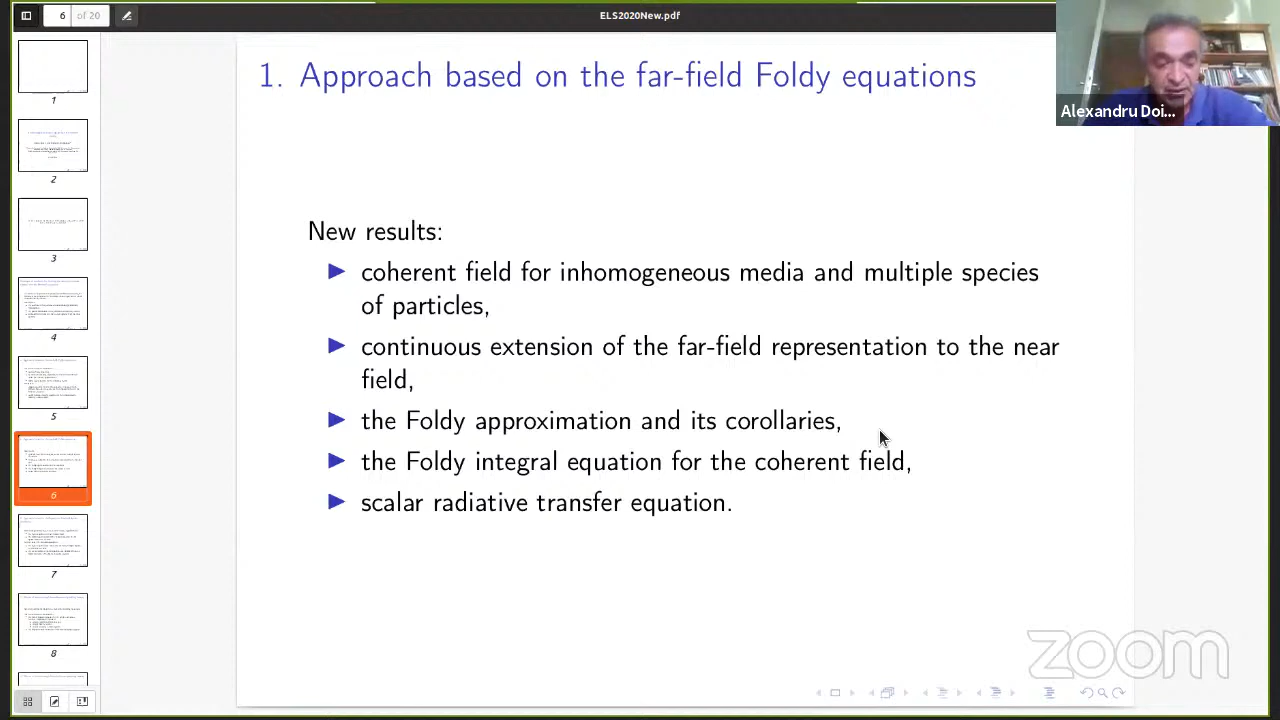 6 of 20
ELS2020New.pdf
1. Approach based on the far-field Foldy equations
Alexandru Doi...
New results:
coherent field for inhomogeneous media and multiple species
of particles,
continuous extension of the far-field representation to the near
field,
the Foldy approximation and its corollaries,
the Foldy integral equation for the coherent field,
scalar radiative transfer equation.
1
2
3
4
5
6
7
8
zoom